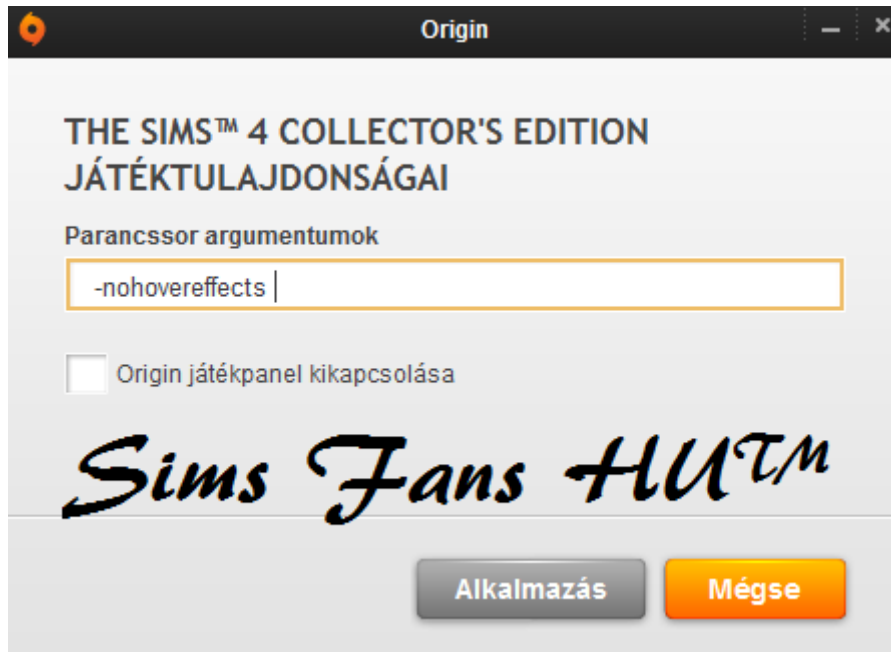 Origin
THE SIMS™ 4 COLLECTOR'S EDITION
JÁTÉKTULAJDONSÁGAI
Parancssor argumentumok
-nohovereffects
Origin játékpanel kikapcsolása
Sims Fans HU™
Alkalmazás Mégse